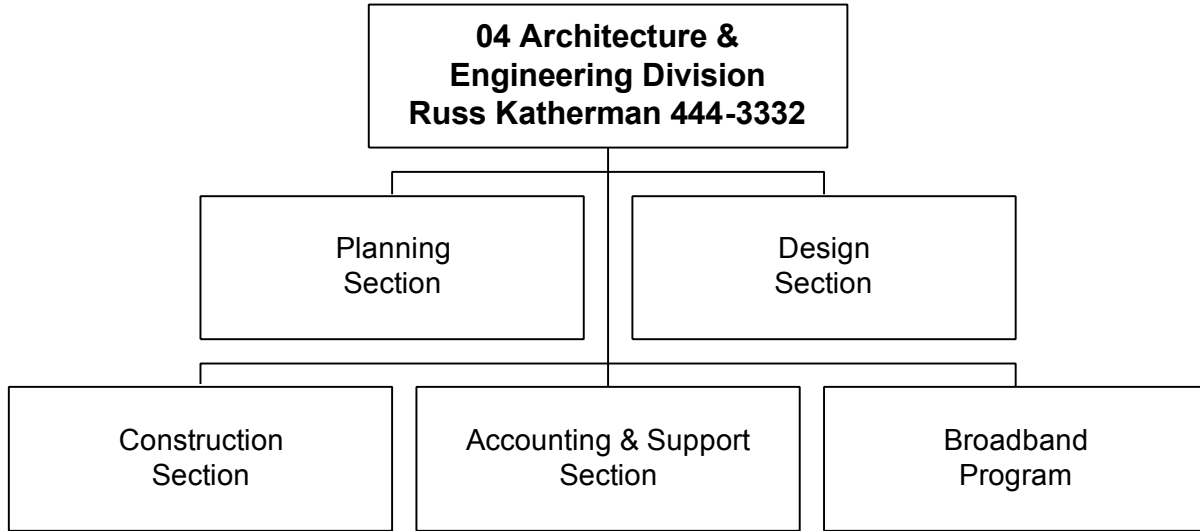 04 Architecture &
Engineering Division
Russ Katherman 444-3332
Planning
Section
Design
Section
Construction
Section
Accounting & Support
Section
Broadband
Program